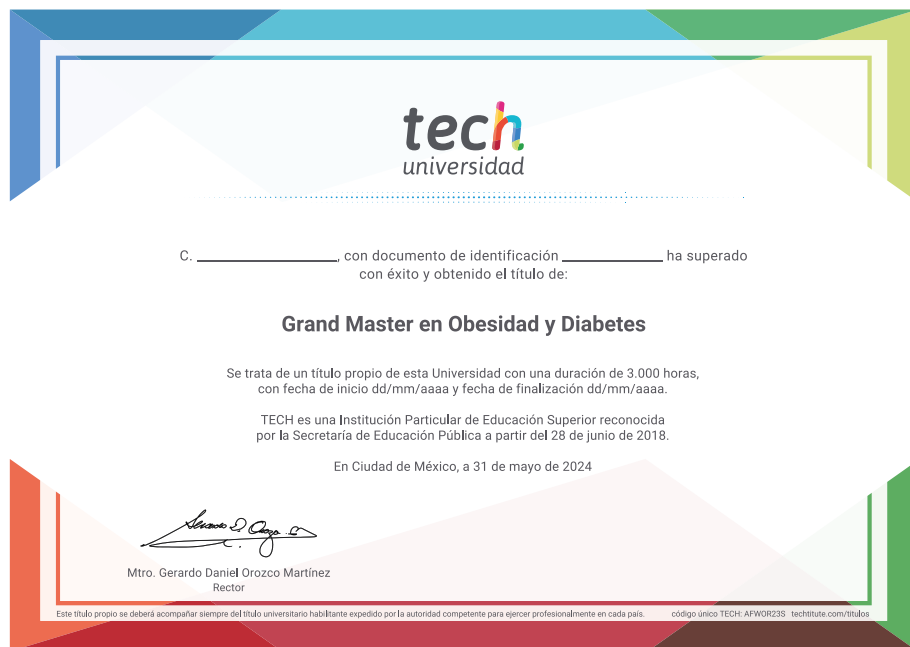 tech
universidad
C. ____________, con documento de identificación ____________ ha superado
con éxito y obtenido el título de:
Grand Master en Obesidad y Diabetes
Se trata de un título propio de esta Universidad con una duración de 3.000 horas,
con fecha de inicio dd/mm/aaaa y fecha de finalización dd/mm/aaaa.
TECH es una Institución Particular de Educación Superior reconocida
por la Secretaría de Educación Pública a partir del 28 de junio de 2018.
En Ciudad de México, a 31 de mayo de 2024
Mtro. Gerardo Daniel Orozco Martínez
Rector
Este título propio se deberá acompañar siempre del título universitario habilitante expedido por la autoridad competente para ejercer profesionalmente en cada país. código único TECH: AFWOR23S techtitute.com/titulos